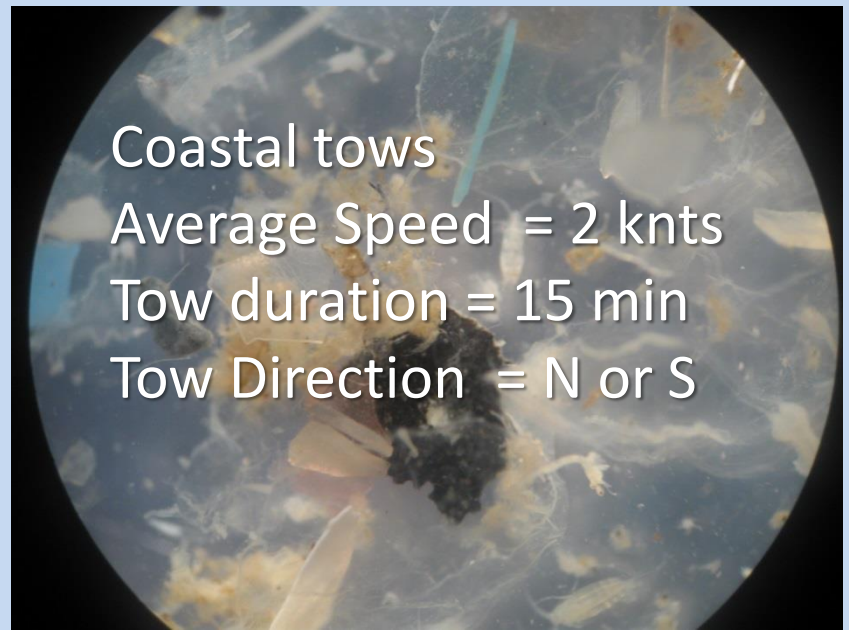 Coastal tows
Average Speed  = 2 knts
Tow duration = 15 min
Tow Direction  = N or S